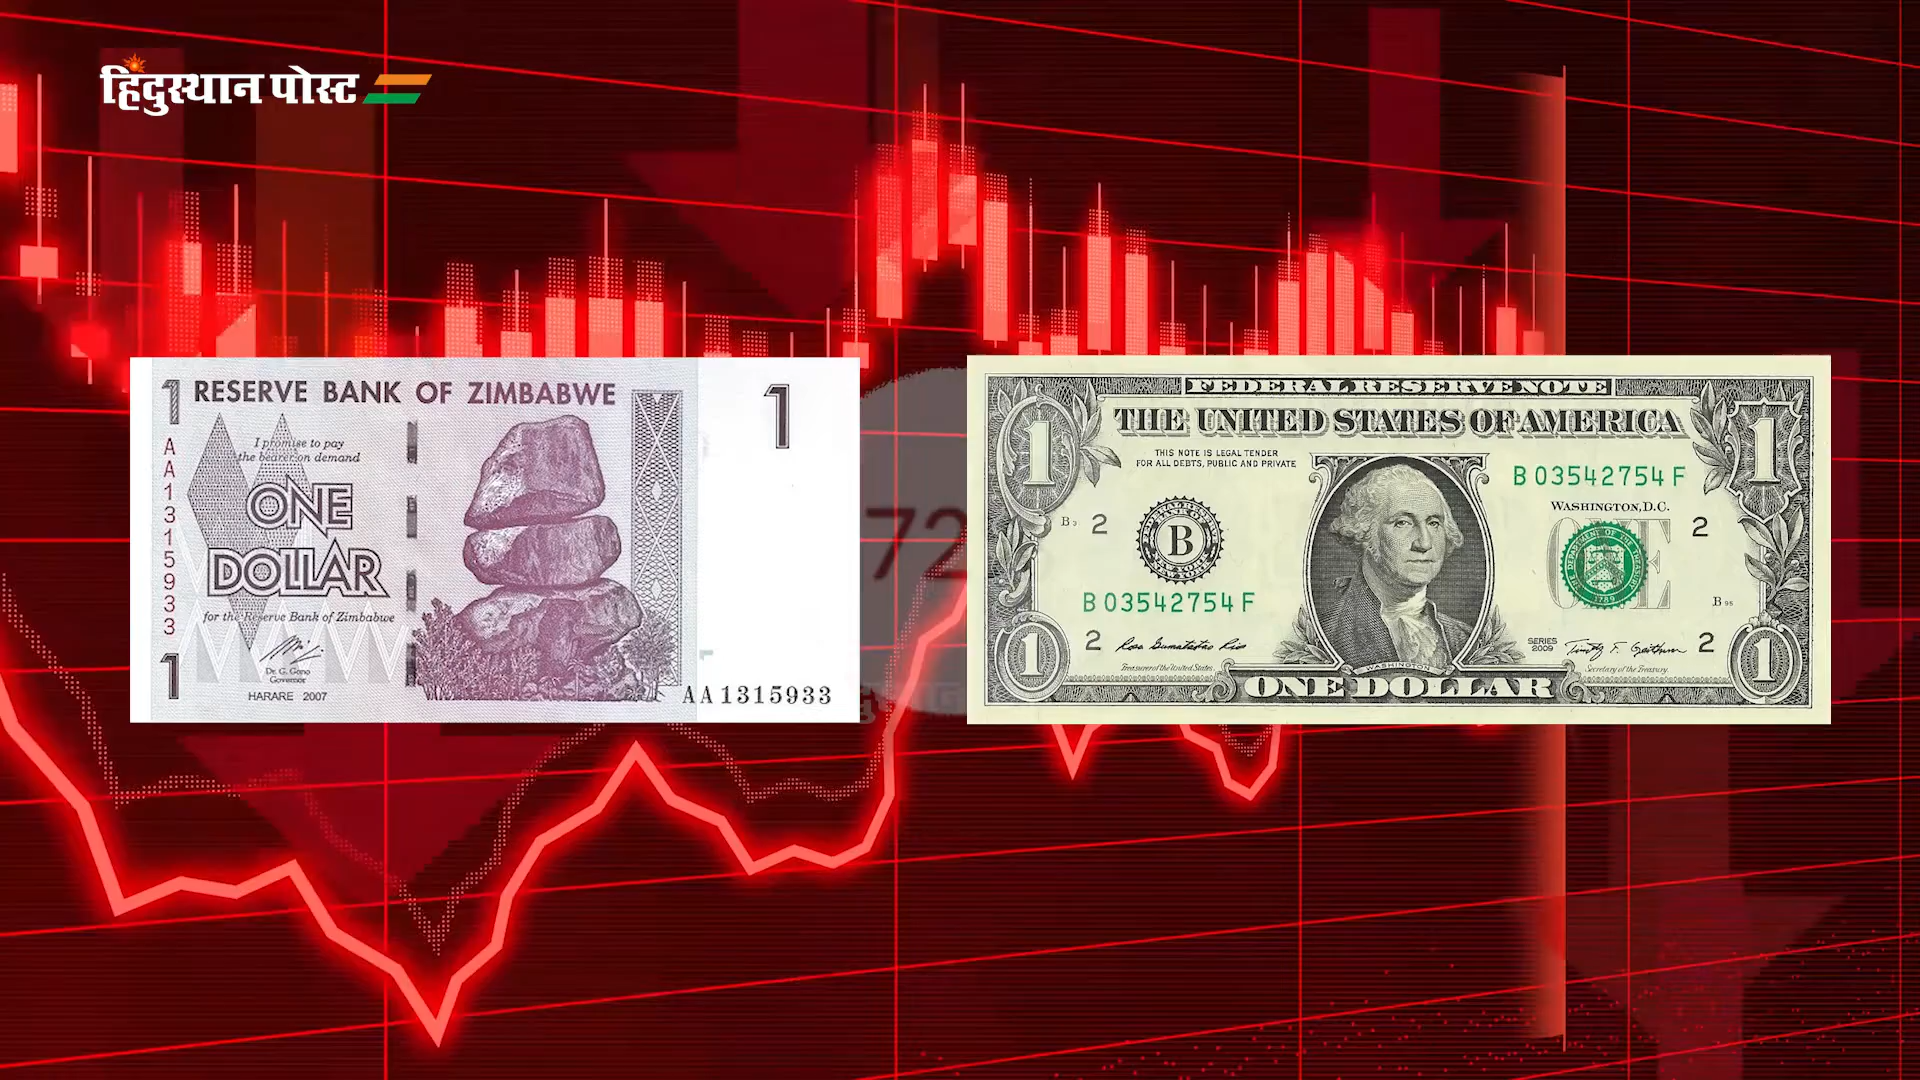 हिंदुस्थान पोस्ट
1 RESERVE BANK OF ZIMBABWE 1
I promise to pay
the bearer on demand
ONE
DOLLAR
for the Reserve Bank of Zimbabwe
Dr. G. Gono
Governor
HARARE 2007
AA1315933
1
AA1315933
72
FEDERAL RESERVE NOTE
THE UNITED STATES OF AMERICA
1
1
THIS NOTE IS LEGAL TENDER
FOR ALL DEBTS, PUBLIC AND PRIVATE
B 03542754 F
WASHINGTON, D.C.
2
B
2
B 03542754 F
2
2
SERIES
2009
Treasurer of the United States.
Secretary of the Treasury.
WASHINGTON
1
ONE DOLLAR
1